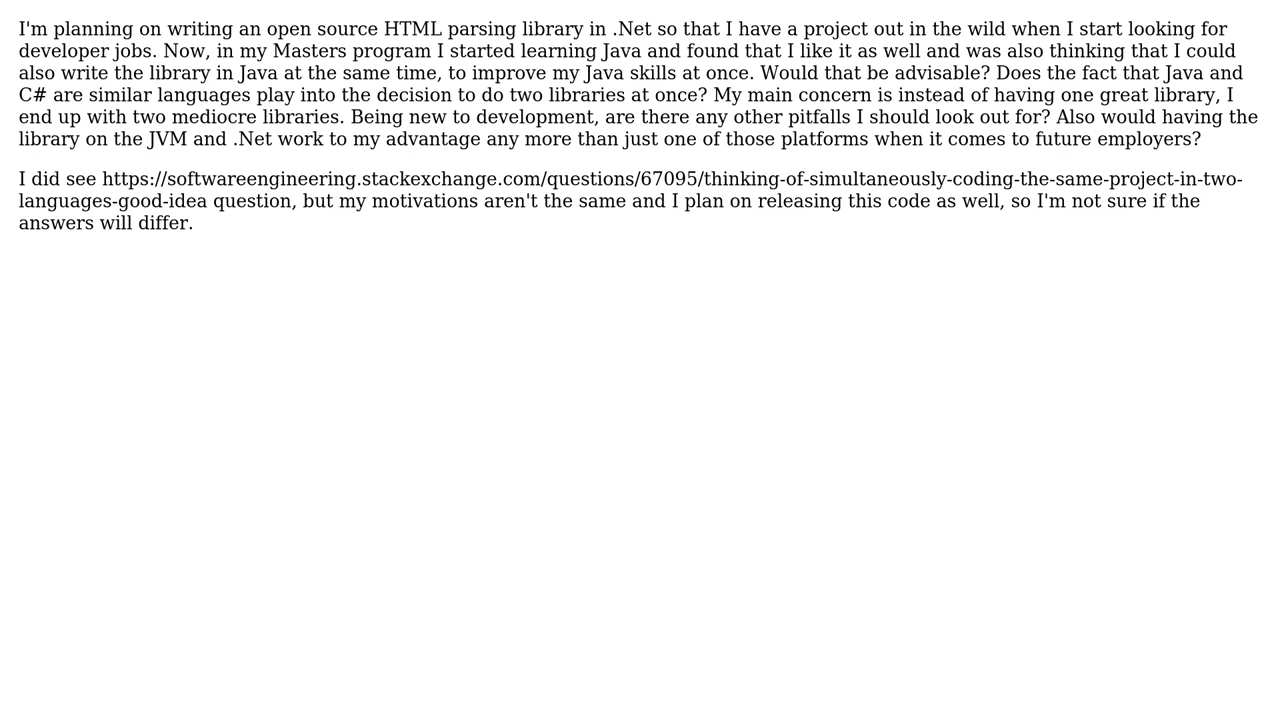 I'm planning on writing an open source HTML parsing library in .Net so that I have a project out in the wild when I start looking for
developer jobs. Now, in my Masters program I started learning Java and found that I like it as well and was also thinking that I could
also write the library in Java at the same time, to improve my Java skills at once. Would that be advisable? Does the fact that Java and
C# are similar languages play into the decision to do two libraries at once? My main concern is instead of having one great library, I
end up with two mediocre libraries. Being new to development, are there any other pitfalls I should look out for? Also would having the
library on the JVM and .Net work to my advantage any more than just one of those platforms when it comes to future employers?
I did see https://softwareengineering.stackexchange.com/questions/67095/thinking-of-simultaneously-coding-the-same-project-in-two-
languages-good-idea question, but my motivations aren't the same and I plan on releasing this code as well, so I'm not sure if the
answers will differ.